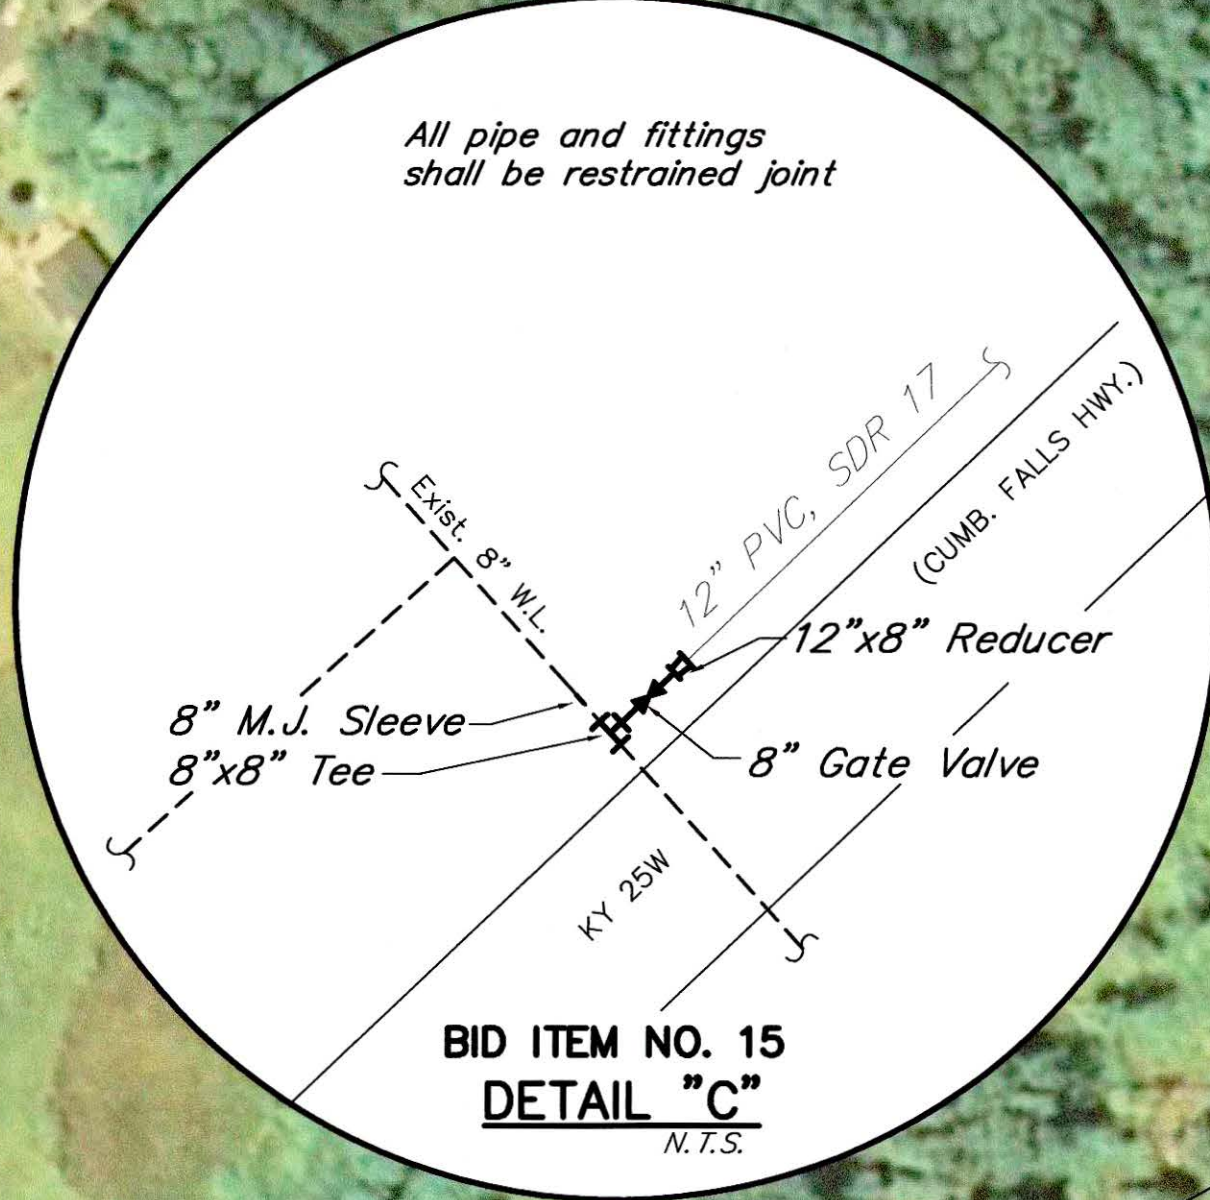 All pipe and fittings
shall be restrained joint
12" PVC, SDR 17
(CUMB. FALLS HWY.)
Exist. 8" W.L.
12"x8" Reducer
8" M.J. Sleeve
8"x8" Tee
8" Gate Valve
KY 25W
BID ITEM NO. 15
DETAIL "C"
N.T.S.